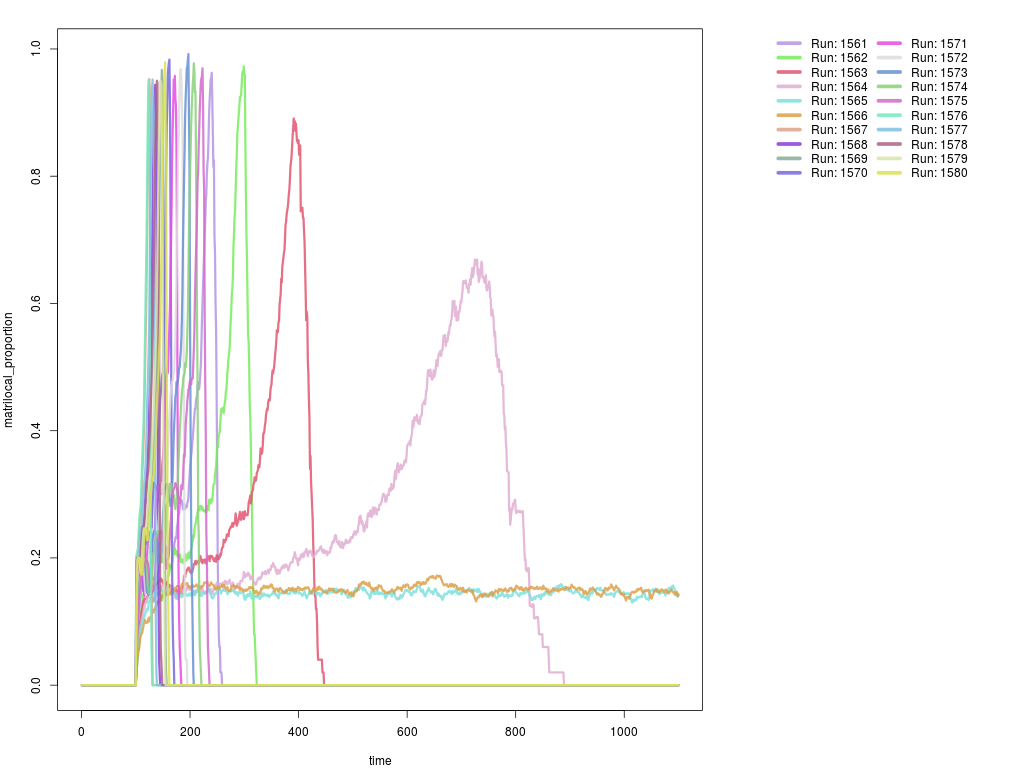 1.0
0.8
0.6
0.4
0.2
0.0
matrilocal_proportion
0 200 400 600 800 1000
time
Run: 1561 Run: 1571
Run: 1562 Run: 1572
Run: 1563 Run: 1573
Run: 1564 Run: 1574
Run: 1565 Run: 1575
Run: 1566 Run: 1576
Run: 1567 Run: 1577
Run: 1568 Run: 1578
Run: 1569 Run: 1579
Run: 1570 Run: 1580